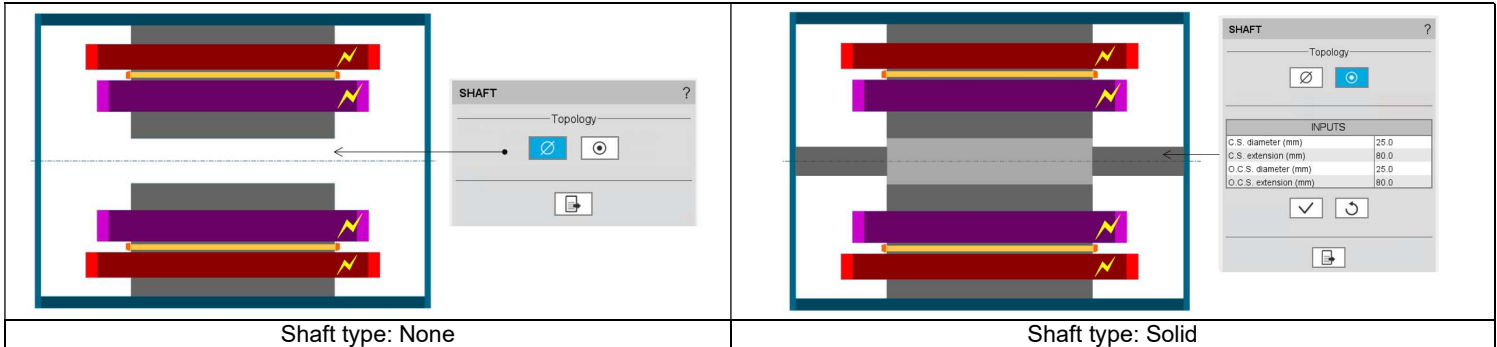 SHAFT ?
Topology
Shaft type: None
SHAFT ?
Topology
INPUTS
C.S. diameter (mm) 25.0
C.S. extension (mm) 80.0
O.C.S. diameter (mm) 25.0
O.C.S. extension (mm) 80.0
Shaft type: Solid